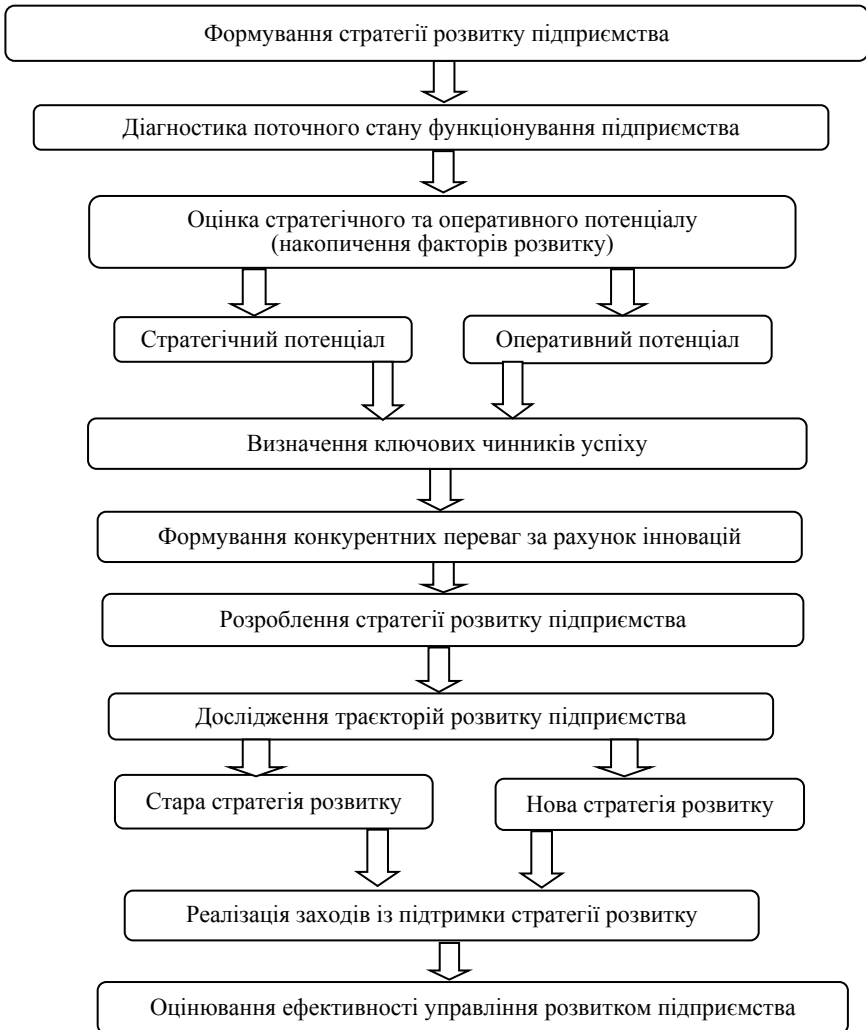 Формування стратегії розвитку підприємства
Діагностика поточного стану функціонування підприємства
Оцінка стратегічного та оперативного потенціалу
(накопичення факторів розвитку)
Стратегічний потенціал
Оперативний потенціал
Визначення ключових чинників успіху
Формування конкурентних переваг за рахунок інновацій
Розроблення стратегії розвитку підприємства
Дослідження траєкторій розвитку підприємства
Стара стратегія розвитку
Нова стратегія розвитку
Реалізація заходів із підтримки стратегії розвитку
Оцінювання ефективності управління розвитком підприємства